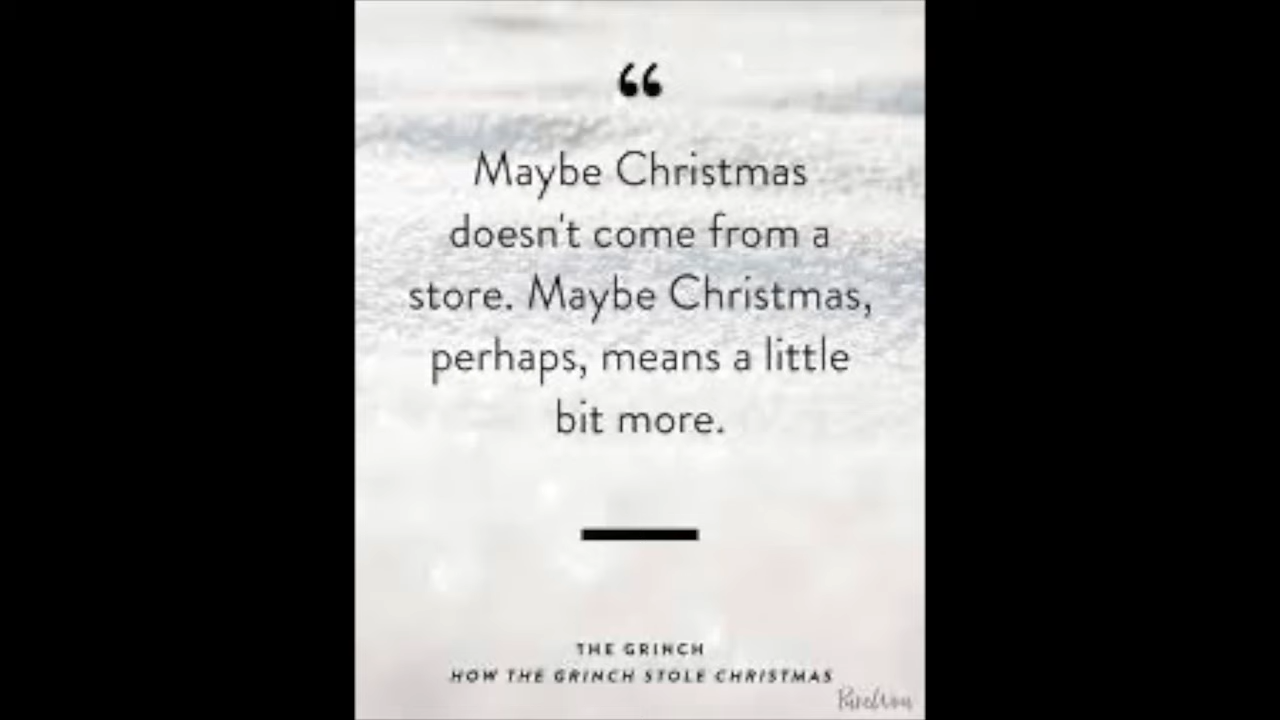 “
Maybe Christmas
doesn't come from a
store. Maybe Christmas,
perhaps, means a little
bit more.
THE GRINCH
HOW THE GRINCH STOLE CHRISTMAS
PureWow